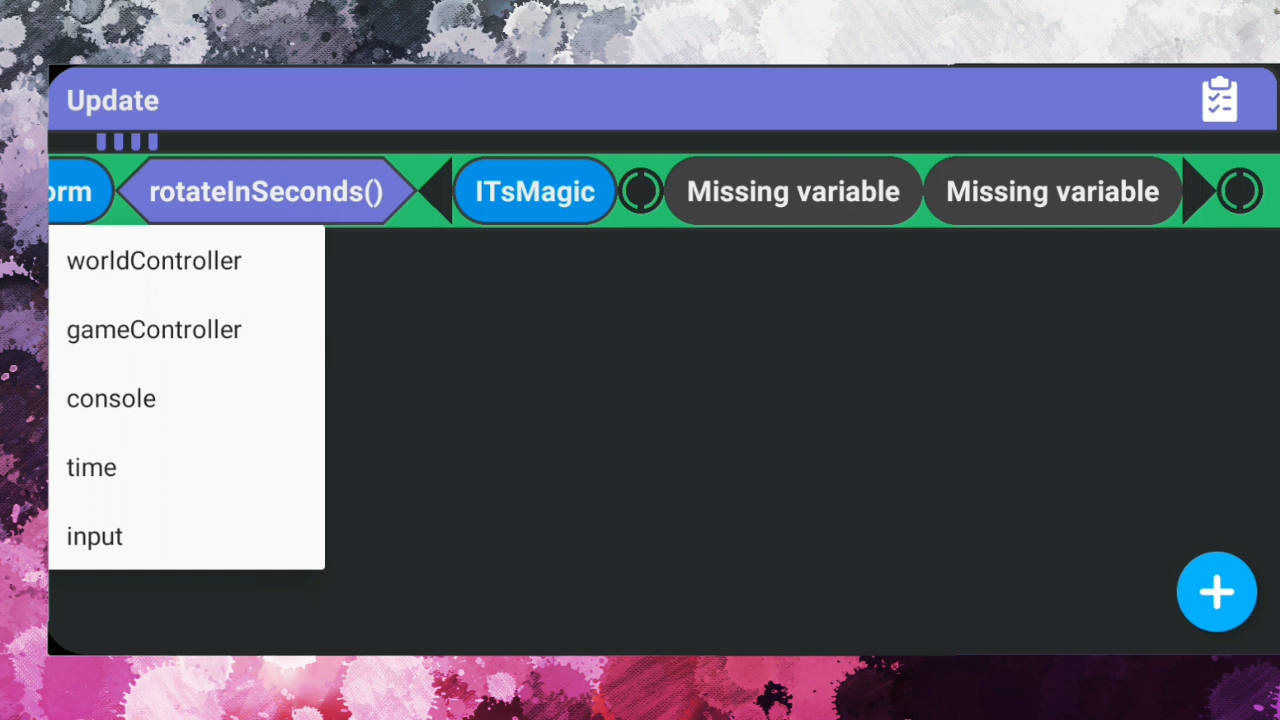 Update
orm rotateInSeconds() ITsMagic Missing variable Missing variable
worldController
gameController
console
time
input